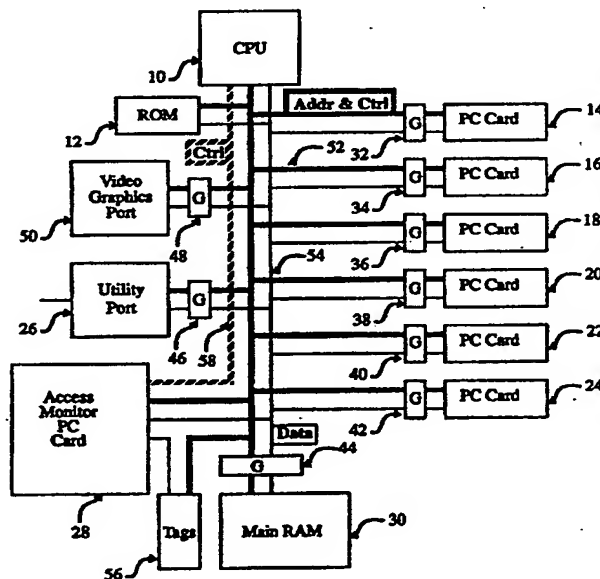 CPU
10
ROM
12
Addr & Ctrl
G
PC Card
14
32
Ctrl
52
G
PC Card
16
34
Video
Graphics
Port
50
G
48
G
PC Card
18
36
54
Utility
Port
26
G
46
58
G
PC Card
20
38
G
PC Card
22
40
Access
Monitor
PC
Card
28
G
PC Card
24
42
Data
44
G
Tags
56
Main RAM
30